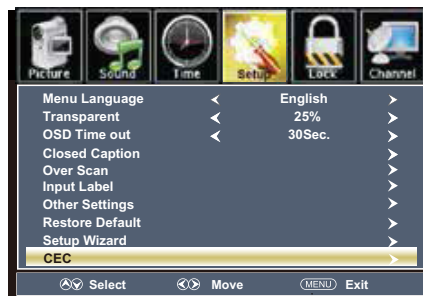 Picture Sound Time Setup Lock Channel
Menu Language English
Transparent 25%
OSD Time out 30Sec.
Closed Caption
Over Scan
Input Label
Other Settings
Restore Default
Setup Wizard
CEC
Select Move MENU Exit